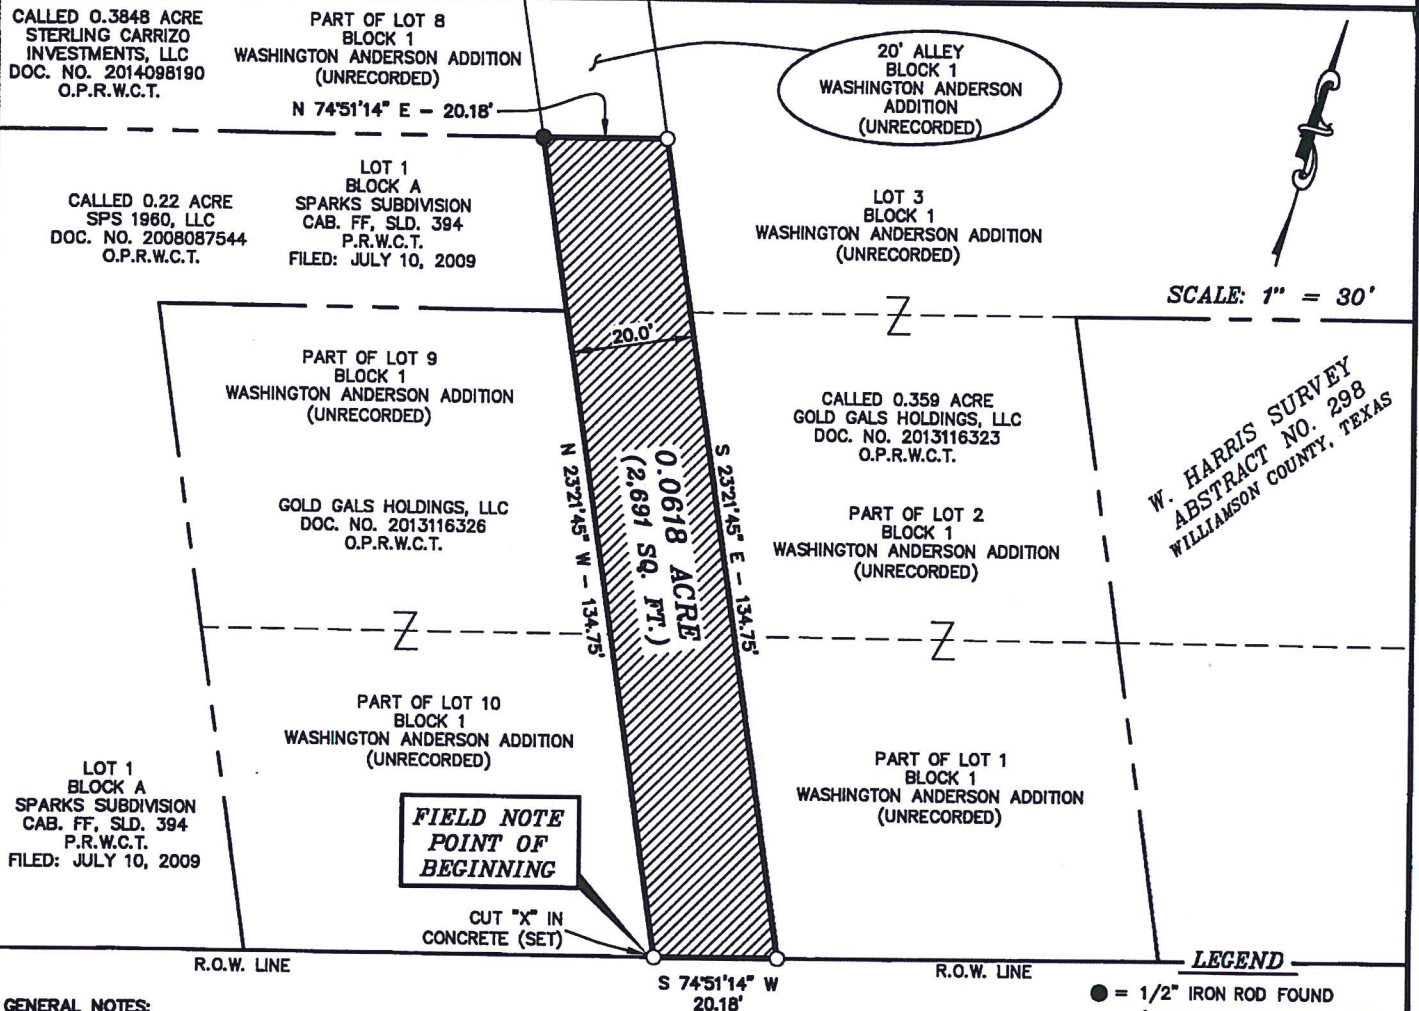 CALLED 0.3848 ACRE
STERLING CARRIZO
INVESTMENTS, LLC
DOC. NO. 2014098190
O.P.R.W.C.T.
PART OF LOT 8
BLOCK 1
WASHINGTON ANDERSON ADDITION
(UNRECORDED)
N 74°51'14" E - 20.18'
20' ALLEY
BLOCK 1
WASHINGTON ANDERSON
ADDITION
(UNRECORDED)
CALLED 0.22 ACRE
SPS 1960, LLC
DOC. NO. 2008087544
O.P.R.W.C.T.
LOT 1
BLOCK A
SPARKS SUBDIVISION
CAB. FF, SLD. 394
P.R.W.C.T.
FILED: JULY 10, 2009
LOT 3
BLOCK 1
WASHINGTON ANDERSON ADDITION
(UNRECORDED)
SCALE: 1" = 30'
Z
20.0'
PART OF LOT 9
BLOCK 1
WASHINGTON ANDERSON ADDITION
(UNRECORDED)
CALLED 0.359 ACRE
GOLD GALS HOLDINGS, LLC
DOC. NO. 2013116323
O.P.R.W.C.T.
W. HARRIS SURVEY
ABSTRACT NO. 298
WILLIAMSON COUNTY, TEXAS
N 23°21'45" W - 134.75'
0.0618 ACRE
(2,691 SQ. FT.)
S 23°21'45" E - 134.75'
GOLD GALS HOLDINGS, LLC
DOC. NO. 2013116326
O.P.R.W.C.T.
PART OF LOT 2
BLOCK 1
WASHINGTON ANDERSON ADDITION
(UNRECORDED)
Z
Z
PART OF LOT 10
BLOCK 1
WASHINGTON ANDERSON ADDITION
(UNRECORDED)
PART OF LOT 1
BLOCK 1
WASHINGTON ANDERSON ADDITION
(UNRECORDED)
LOT 1
BLOCK A
SPARKS SUBDIVISION
CAB. FF, SLD. 394
P.R.W.C.T.
FILED: JULY 10, 2009
FIELD NOTE
POINT OF
BEGINNING
CUT "X" IN
CONCRETE (SET)
R.O.W. LINE
S 74°51'14" W
20.18'
R.O.W. LINE
LEGEND
= 1/2" IRON ROD FOUND
GENERAL NOTES: